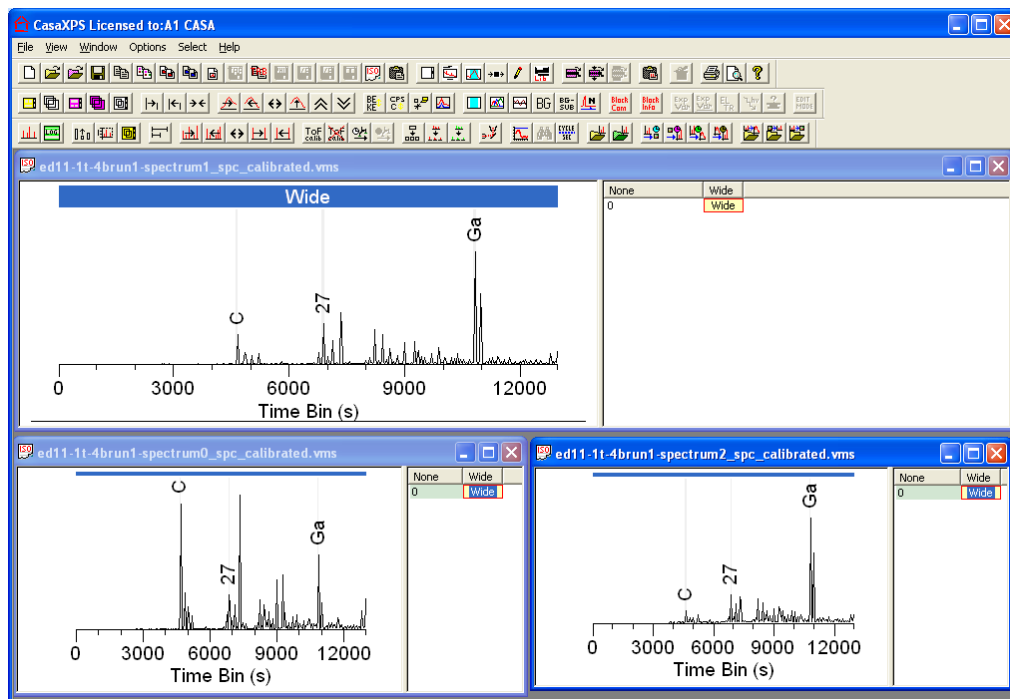 CasaXPS Licensed to:A1 CASA
File View Window Options Select Help
ed11-1t-4brun1-spectrum1_spc_calibrated.vms
Wide
C
27
Ga
0 3000 6000 9000 12000
Time Bin (s)
None Wide
0 Wide
ed11-1t-4brun1-spectrum0_spc_calibrated.vms
C
27
Ga
0 3000 6000 9000 12000
Time Bin (s)
None Wide
0 Wide
ed11-1t-4brun1-spectrum2_spc_calibrated.vms
C
27
Ga
0 3000 6000 9000 12000
Time Bin (s)
None Wide
0 Wide